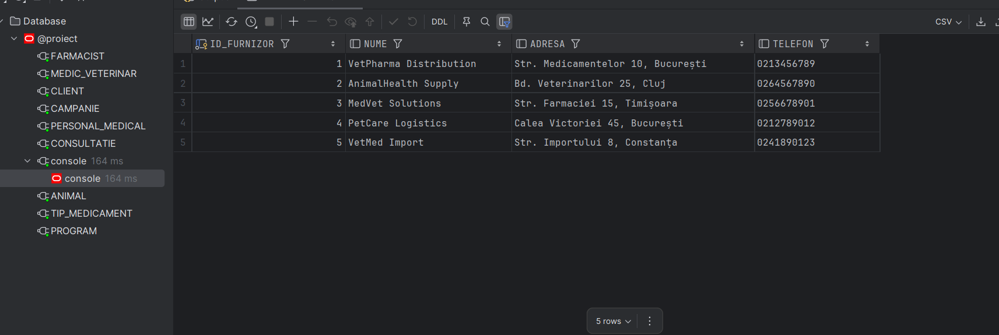 Database
@proiect
FARMACIST
MEDIC_VETERINAR
CLIENT
CAMPANIE
PERSONAL_MEDICAL
CONSULTATIE
console 164 ms
console 164 ms
ANIMAL
TIP_MEDICAMENT
PROGRAM
DDL
CSV
ID_FURNIZOR NUME ADRESA TELEFON
1 1 VetPharma Distribution Str. Medicamentelor 10, București 0213456789
2 2 AnimalHealth Supply Bd. Veterinarilor 25, Cluj 0264567890
3 3 MedVet Solutions Str. Farmaciei 15, Timișoara 0256678901
4 4 PetCare Logistics Calea Victoriei 45, București 0212789012
5 5 VetMed Import Str. Importului 8, Constanța 0241890123
5 rows